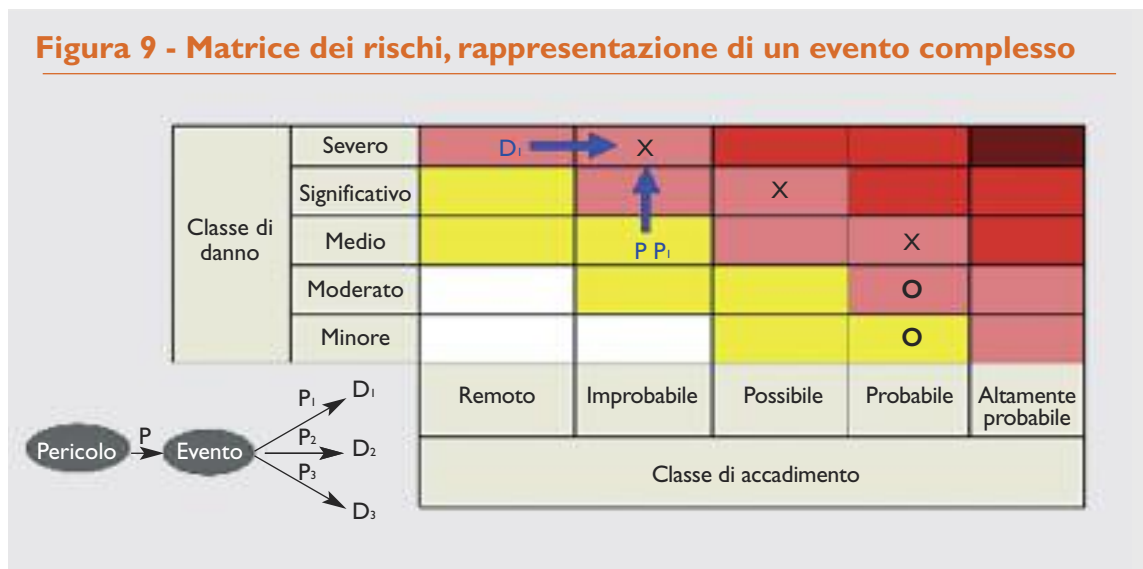 Figura 9 - Matrice dei rischi, rappresentazione di un evento complesso
Classe di
danno
Severo
D₁
X
Significativo
X
Medio
P P₁
X
Moderato
O
Minore
O
Remoto
Improbabile
Possibile
Probabile
Altamente
probabile
Classe di accadimento
Pericolo
P
Evento
P₁
D₁
P₂
D₂
P₃
D₃